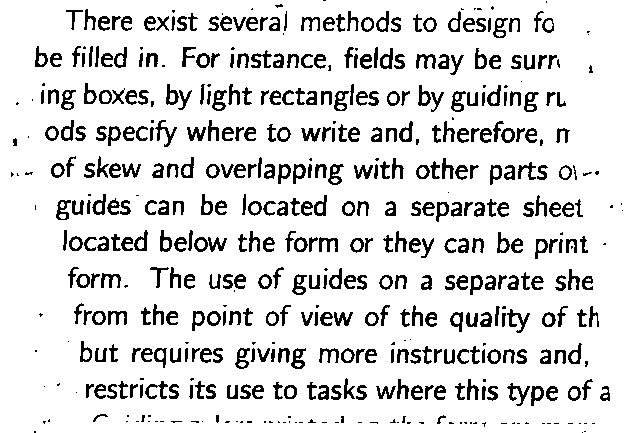 There exist several methods to design fo
be filled in. For instance, fields may be surr
ing boxes, by light rectangles or by guiding ru
ods specify where to write and, therefore, m
of skew and overlapping with other parts o
guides can be located on a separate sheet
located below the form or they can be print
form. The use of guides on a separate she
from the point of view of the quality of th
but requires giving more instructions and,
restricts its use to tasks where this type of a